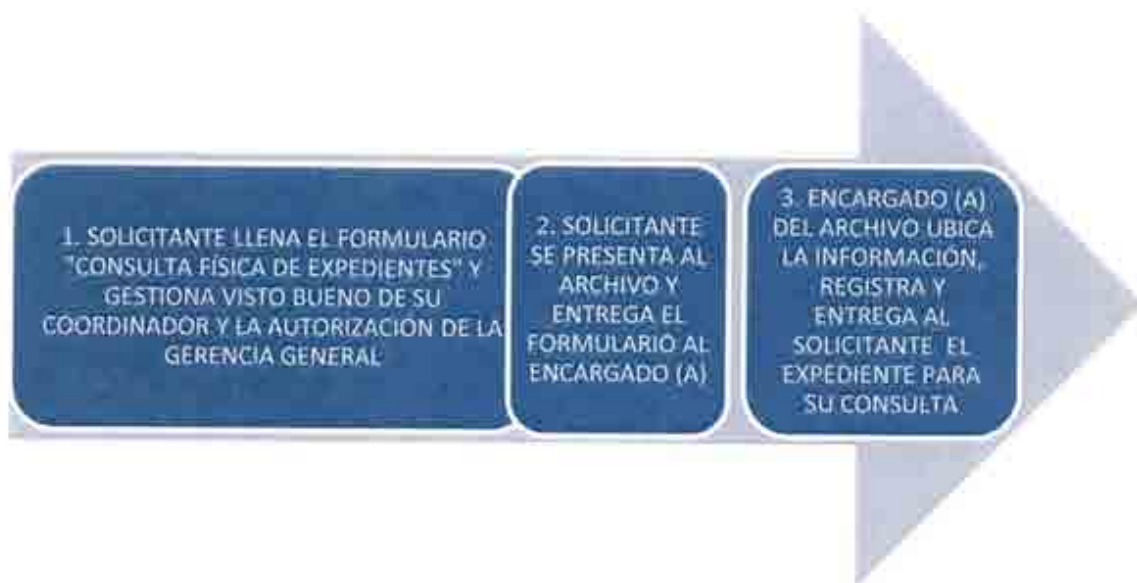 1. SOLICITANTE LLENA EL FORMULARIO
"CONSULTA FÍSICA DE EXPEDIENTES" Y
GESTIONA VISTO BUENO DE SU
COORDINADOR Y LA AUTORIZACIÓN DE LA
GERENCIA GENERAL
2. SOLICITANTE
SE PRESENTA AL
ARCHIVO Y
ENTREGA EL
FORMULARIO AL
ENCARGADO (A)
3. ENCARGADO (A)
DEL ARCHIVO UBICA
LA INFORMACIÓN,
REGISTRA Y
ENTREGA AL
SOLICITANTE EL
EXPEDIENTE PARA
SU CONSULTA